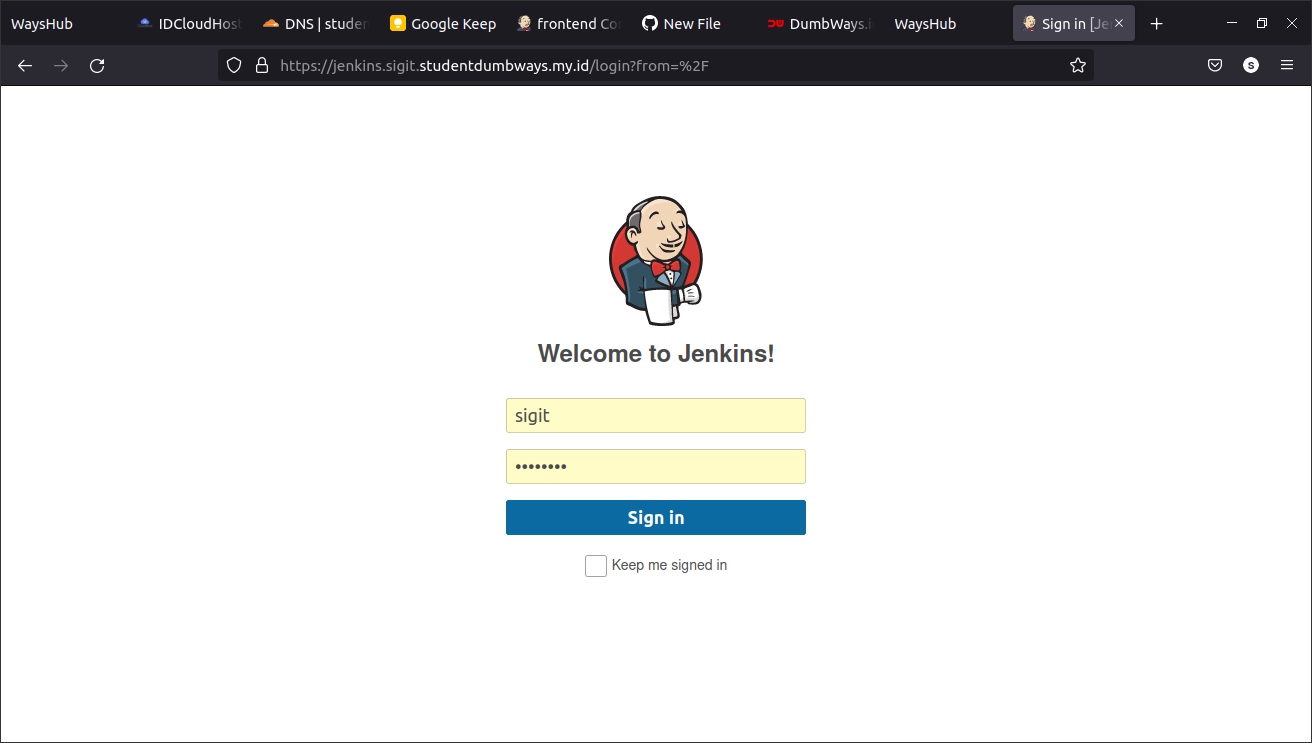 WaysHub IDCloudHost DNS | studen Google Keep frontend Co New File DumbWays.i WaysHub Sign in [Je
https://jenkins.sigit.studentdumbways.my.id/login?from=%2F
S
Welcome to Jenkins!
sigit
••••••••
Sign in
Keep me signed in